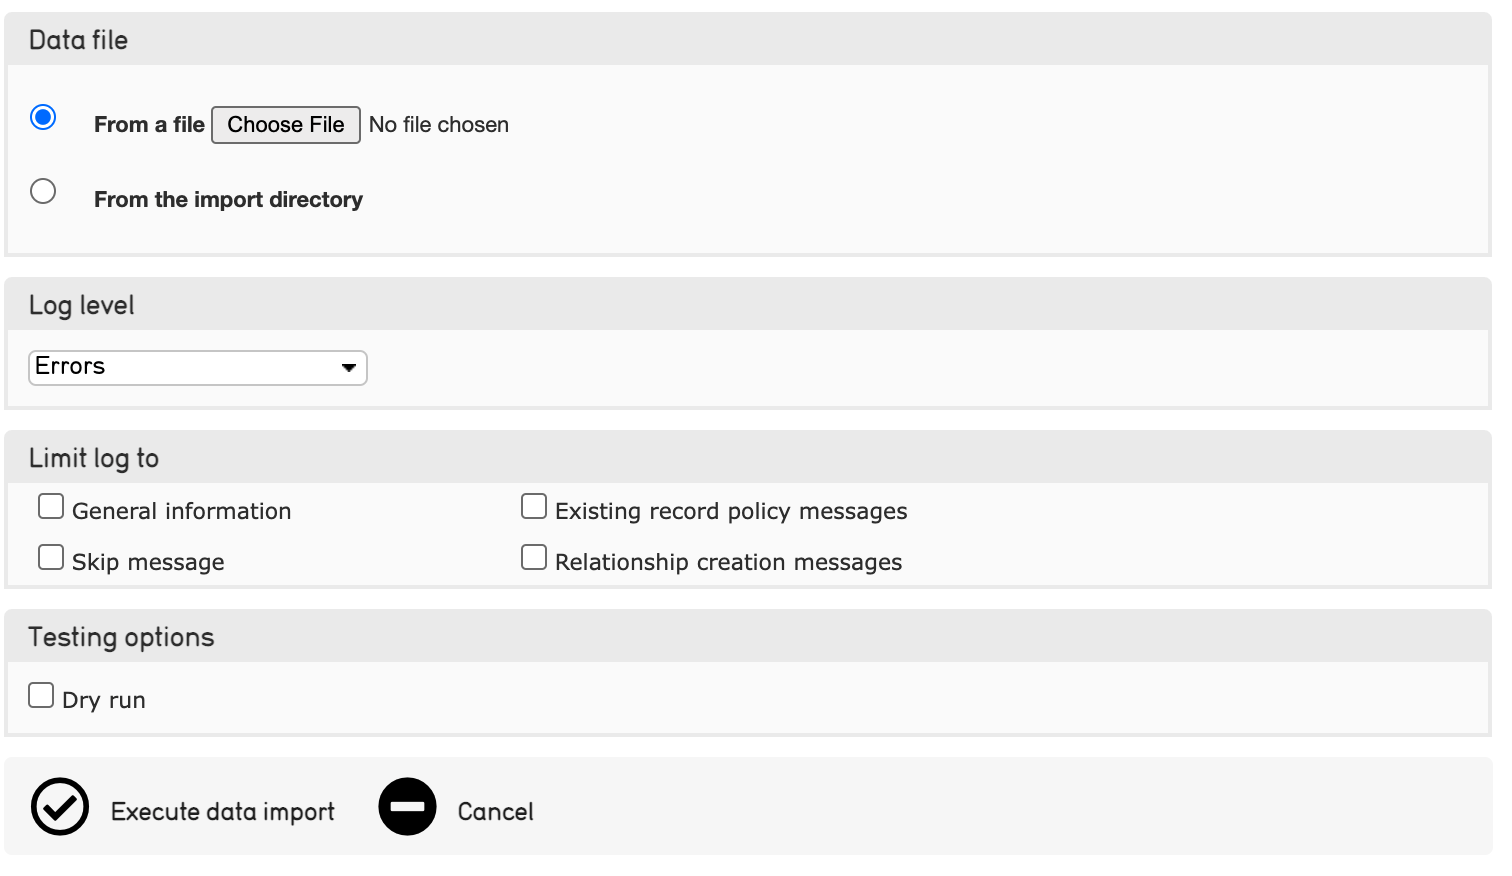 Data file
From a file Choose File No file chosen
From the import directory
Log level
Errors
Limit log to
General information Existing record policy messages
Skip message Relationship creation messages
Testing options
Dry run
Execute data import Cancel